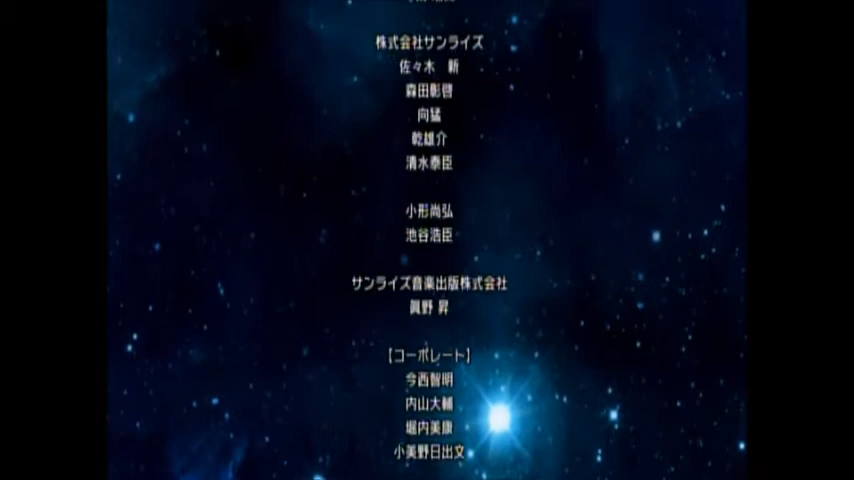 株式会社サンライズ
佐々木　新
森田彰啓
向猛
乾雄介
清水泰臣
小形尚弘
池谷浩臣
サンライズ音楽出版株式会社
眞野 昇
【コーポレート】
今西智明
内山大輔
堀内美康
小美野日出文